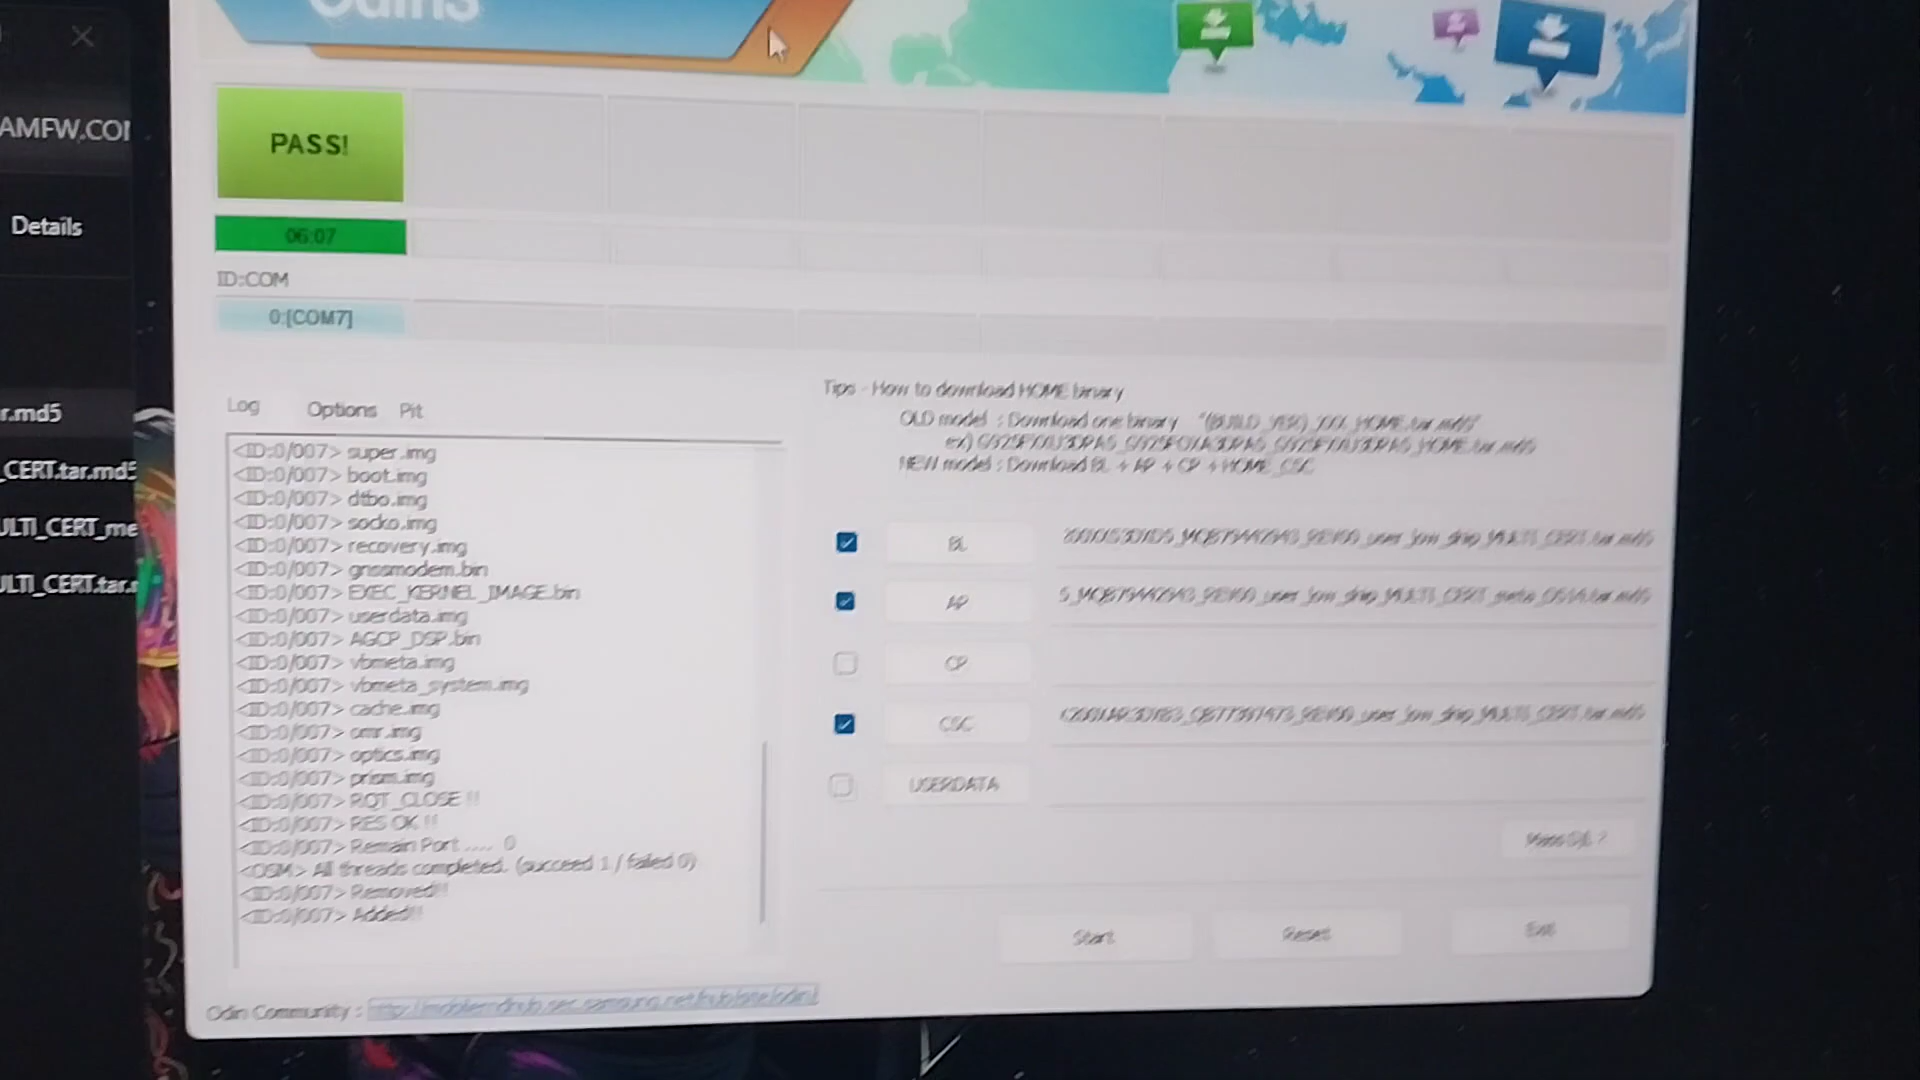 Odin3
AMFW.CO
Details
PASS!
06:07
ID:COM
0:[COM7]
r.md5
_CERT.tar.md5
ULTI_CERT_me
ULTI_CERT.tar.
Log Options Pit
<ID:0/007> super.img
<ID:0/007> boot.img
<ID:0/007> dtbo.img
<ID:0/007> socko.img
<ID:0/007> recovery.img
<ID:0/007> gnssmodem.bin
<ID:0/007> EXEC_KERNEL_IMAGE.bin
<ID:0/007> userdata.img
<ID:0/007> AGCP_DSP.bin
<ID:0/007> vbmeta.img
<ID:0/007> vbmeta_system.img
<ID:0/007> cache.img
<ID:0/007> omr.img
<ID:0/007> optics.img
<ID:0/007> prism.img
<ID:0/007> RQT_CLOSE !!
<ID:0/007> RES OK !!
<ID:0/007> Remain Port .... 0
<OSM> All threads completed. (succeed 1 / failed 0)
<ID:0/007> Removed!!
<ID:0/007> Added!!
Tips - How to download HOME binary
OLD model : Download one binary
NEW model : Download BL + AP + CP + HOME_CSC
BL
AP
CP
CSC
USERDATA
Start Reset Exit
Odin Community :